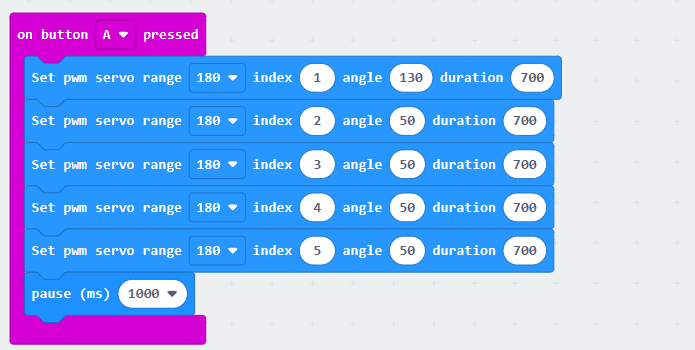 on button A pressed
Set pwm servo range 180 index 1 angle 130 duration 700
Set pwm servo range 180 index 2 angle 50 duration 700
Set pwm servo range 180 index 3 angle 50 duration 700
Set pwm servo range 180 index 4 angle 50 duration 700
Set pwm servo range 180 index 5 angle 50 duration 700
pause (ms) 1000